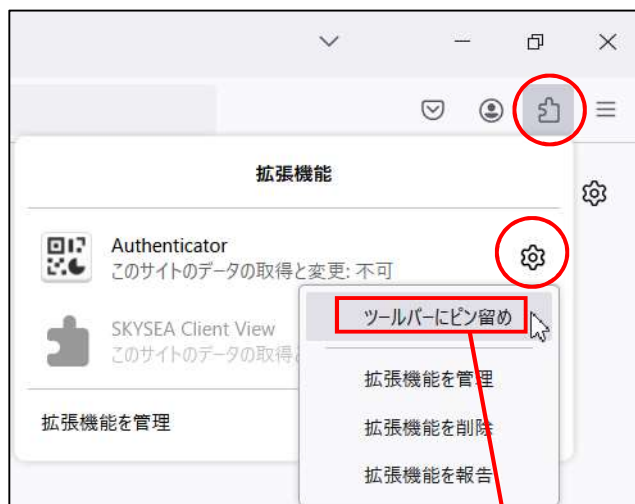 拡張機能
Authenticator
このサイトのデータの取得と変更: 不可
ツールバーにピン留め
SKYSEA Client View
このサイトのデータの取得
拡張機能を管理
拡張機能を管理
拡張機能を削除
拡張機能を報告